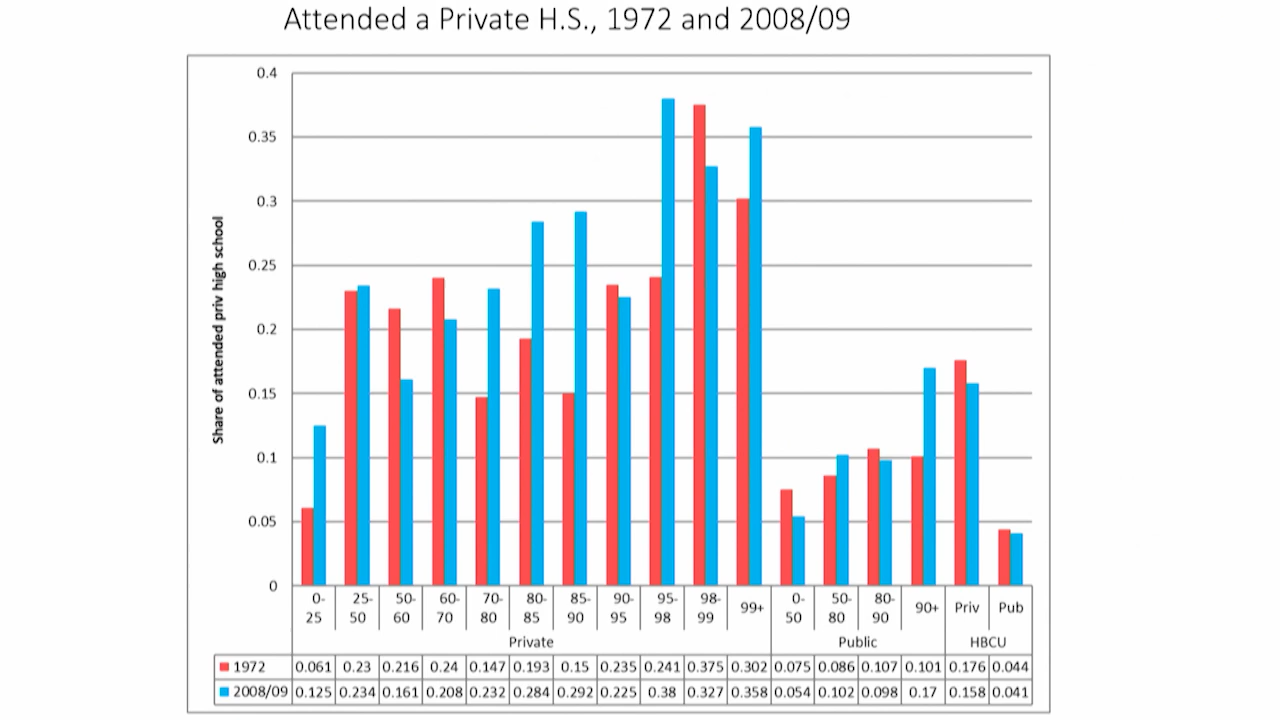 Attended a Private H.S., 1972 and 2008/09
Share of attended priv high school
0.4
0.35
0.3
0.25
0.2
0.15
0.1
0.05
0
0- 25- 50- 60- 70- 80- 85- 90- 95- 98- 99+ 0- 50- 80- 90+ Priv Pub
25 50 60 70 80 85 90 95 98 99 50 80 90
Private Public HBCU
1972 0.061 0.23 0.216 0.24 0.147 0.193 0.15 0.235 0.241 0.375 0.302 0.075 0.086 0.107 0.101 0.176 0.044
2008/09 0.125 0.234 0.161 0.208 0.232 0.284 0.292 0.225 0.38 0.327 0.358 0.054 0.102 0.098 0.17 0.158 0.041